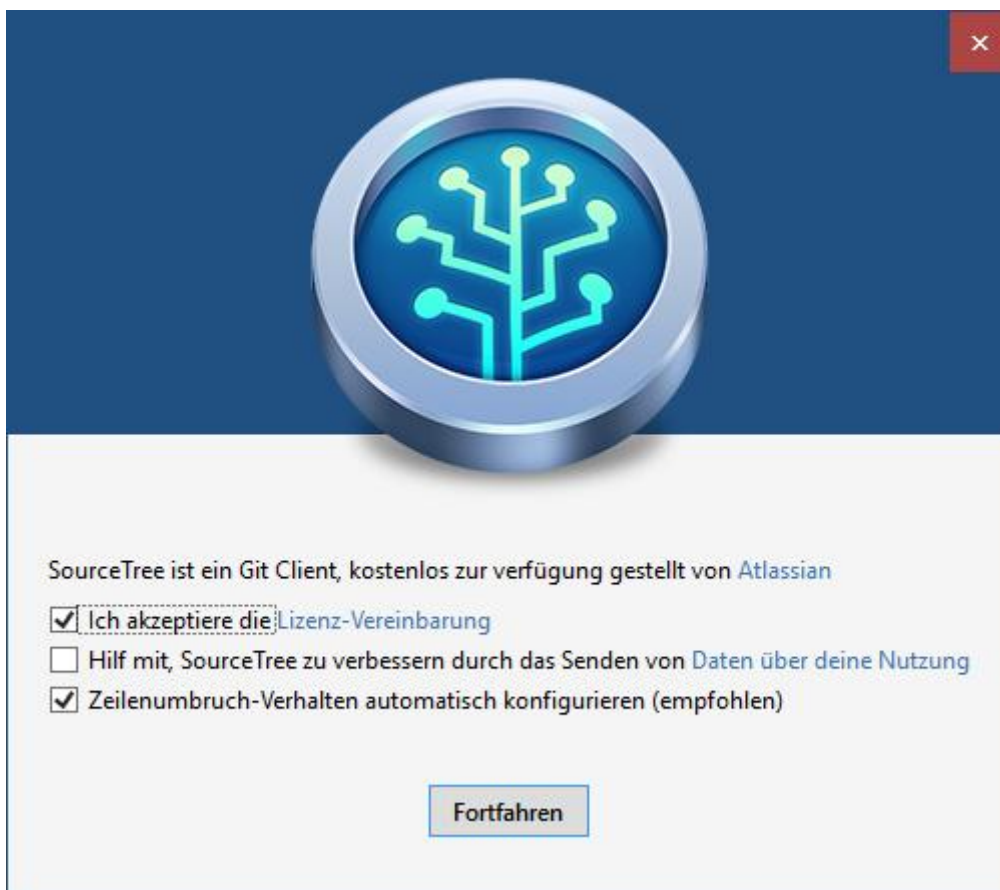 SourceTree ist ein Git Client, kostenlos zur verfügung gestellt von Atlassian
Ich akzeptiere die Lizenz-Vereinbarung
Hilf mit, SourceTree zu verbessern durch das Senden von Daten über deine Nutzung
Zeilenumbruch-Verhalten automatisch konfigurieren (empfohlen)
Fortfahren